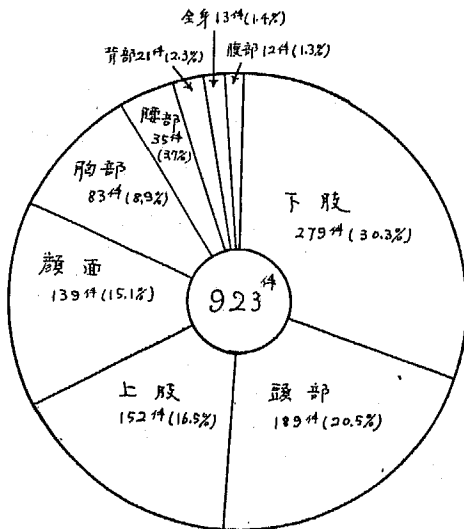 全身13件(1.4%)
背部21件(2.3%)
腹部12件(1.3%)
腰部
35件
(3.7%)
胸部
83件(8.9%)
下肢
279件(30.3%)
顔面
139件(15.1%)
923件
上肢
152件(16.5%)
頭部
189件(20.5%)